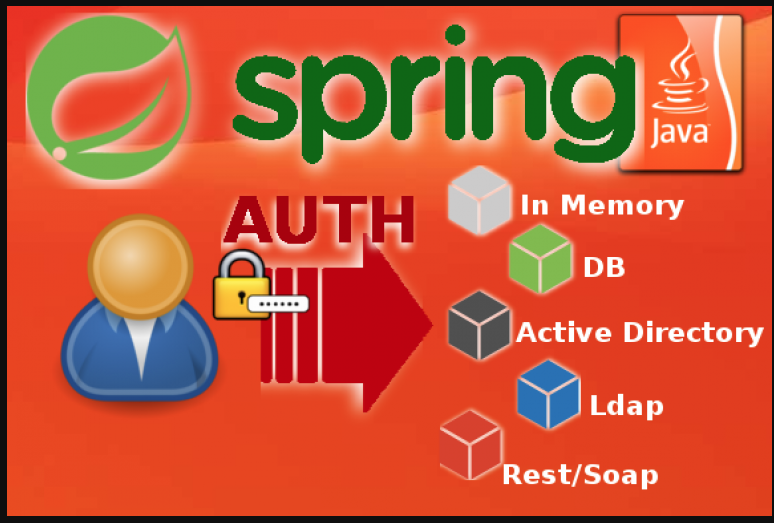 spring
Java
AUTH
In Memory
DB
Active Directory
Ldap
Rest/Soap